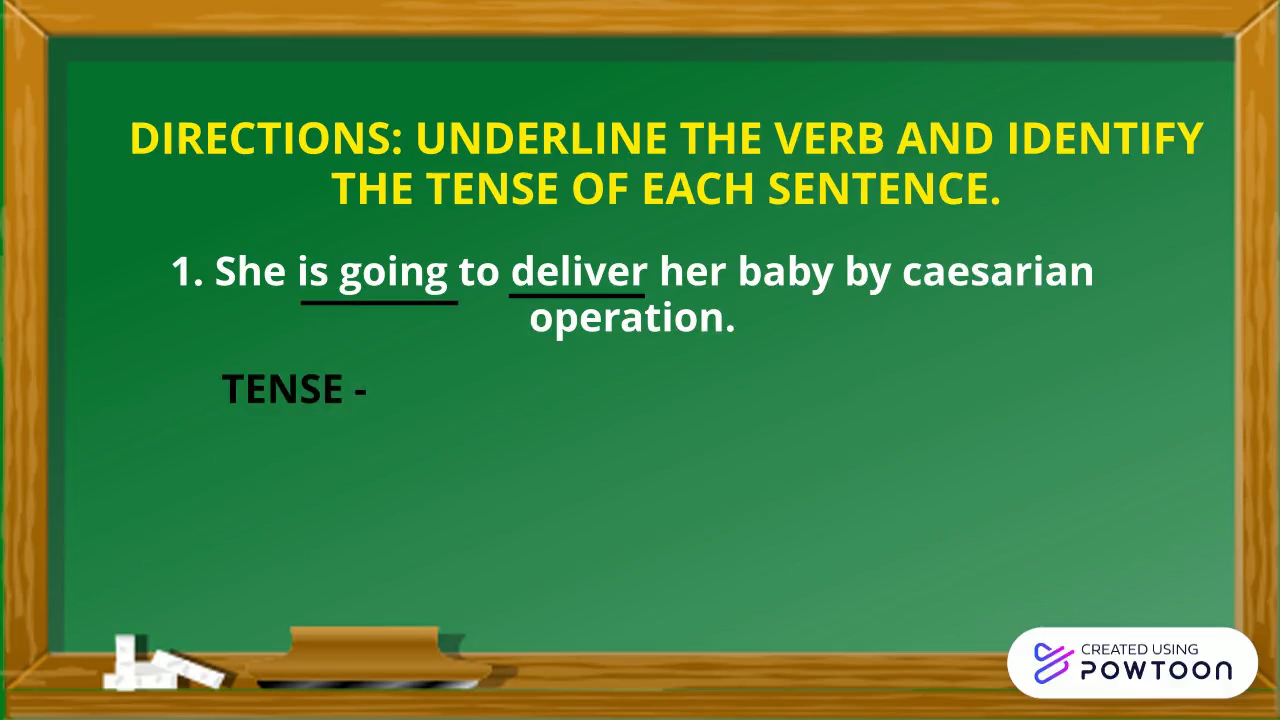 DIRECTIONS: UNDERLINE THE VERB AND IDENTIFY
THE TENSE OF EACH SENTENCE.
1. She is going to deliver her baby by caesarian
operation.
TENSE -
CREATED USING
POWTOON